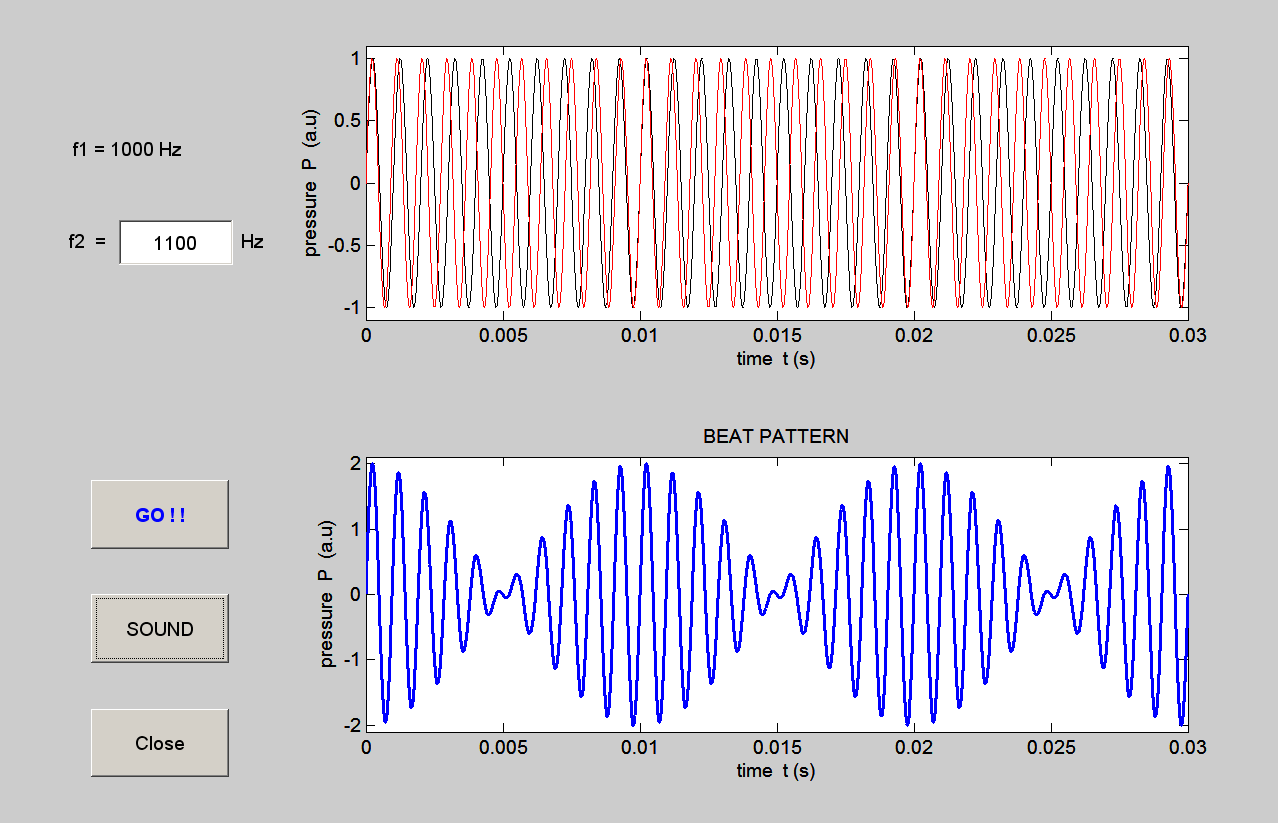 f1 = 1000 Hz
f2 = 1100 Hz
GO ! !
SOUND
Close
pressure P (a.u)
1
0.5
0
-0.5
-1
0 0.005 0.01 0.015 0.02 0.025 0.03
time t (s)
BEAT PATTERN
pressure P (a.u)
2
1
0
-1
-2
0 0.005 0.01 0.015 0.02 0.025 0.03
time t (s)